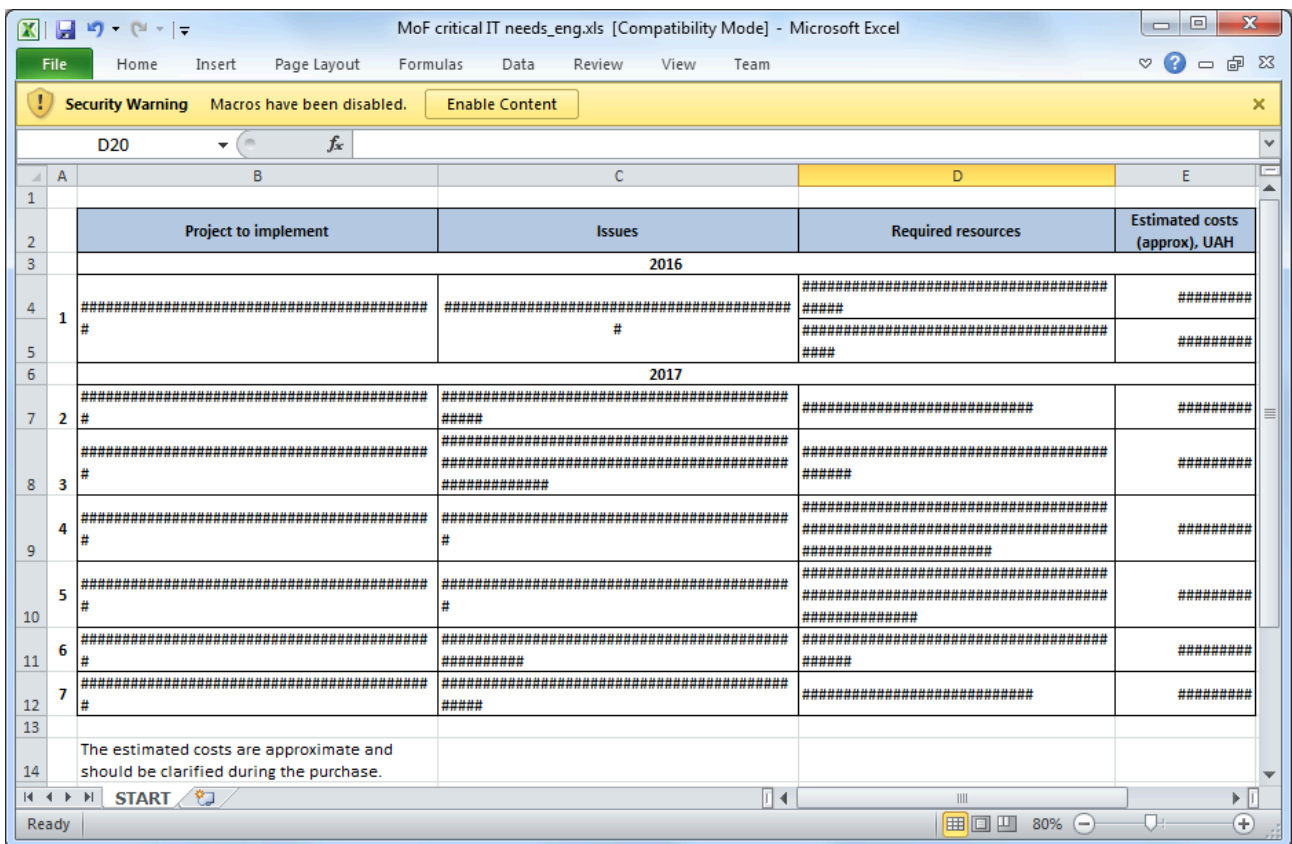 MoF critical IT needs_eng.xls [Compatibility Mode] - Microsoft Excel
File Home Insert Page Layout Formulas Data Review View Team
Security Warning Macros have been disabled. Enable Content
D20 fx
A B C D E
1
2 Project to implement Issues Required resources Estimated costs
(approx), UAH
3 2016
4 1 ########################################## ########################################## ##################################### #########
# # #####
5 ##################################### #########
####
6 2017
7 2 ########################################## ########################################## ############################ #########
# #####
8 3 ########################################## ########################################## ##################################### #########
# ########################################## ######
#############
9 4 ########################################## ########################################## ##################################### #########
# # #####################################
#######################
10 5 ########################################## ########################################## ##################################### #########
# # #####################################
##############
11 6 ########################################## ########################################## ##################################### #########
# ########## ######
12 7 ########################################## ########################################## ############################ #########
# #####
13
14 The estimated costs are approximate and
should be clarified during the purchase.
START
Ready 80%